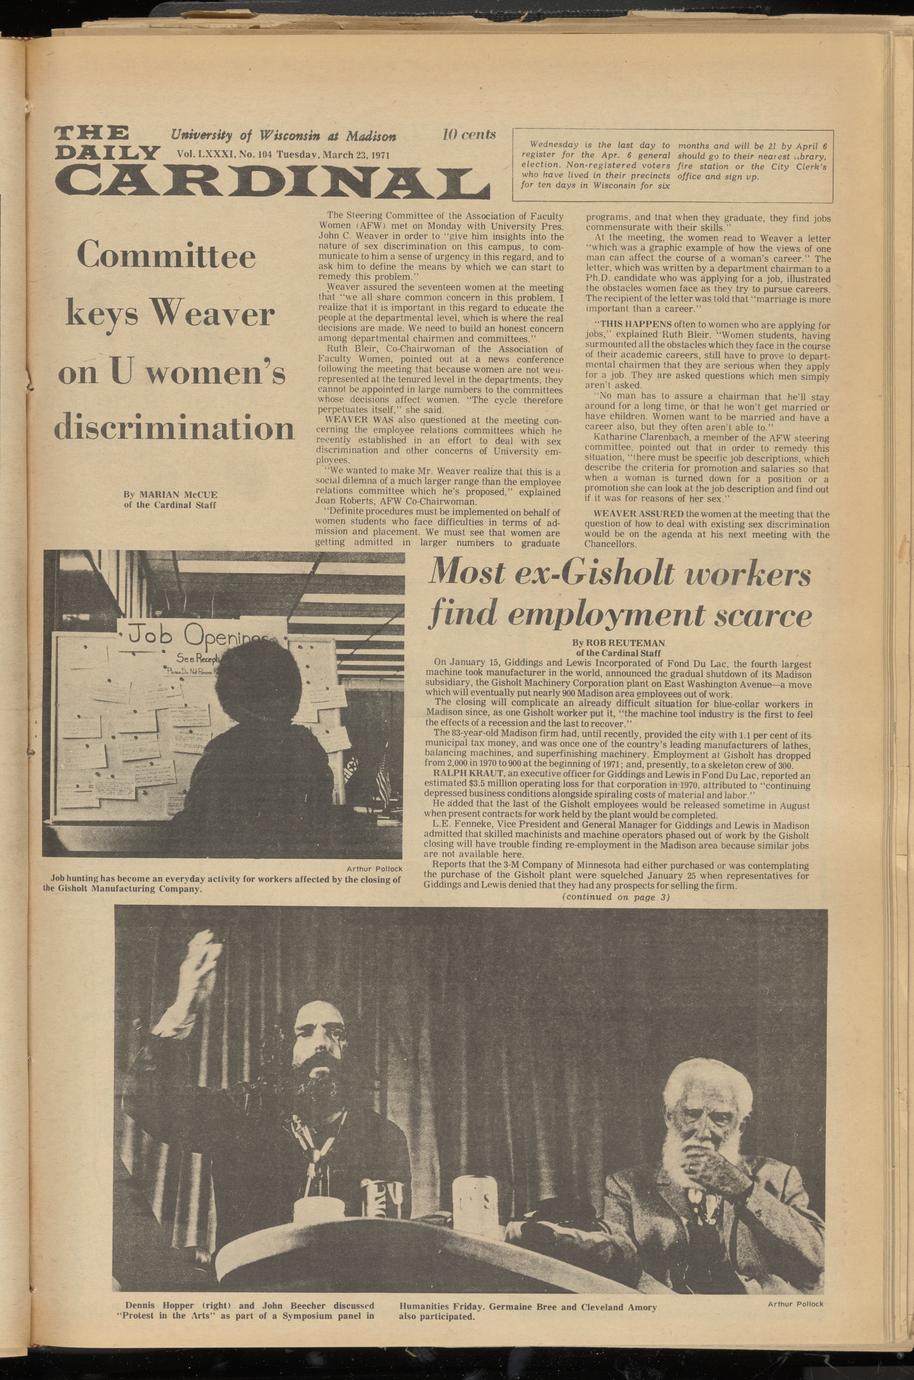 THE
DAILY
CARDINAL
University of Wisconsin at Madison
10 cents
Vol. LXXXI, No. 104 Tuesday, March 23, 1971
Wednesday is the last day to
register for the Apr. 6 general
election. Non-registered voters
who have lived in their precincts
for ten days in Wisconsin for six
months and will be 21 by April 6
should go to their nearest library,
fire station or the City Clerk's
office and sign up.
Committee
keys Weaver
on U women's
discrimination
By MARIAN McCUE
of the Cardinal Staff
The Steering Committee of the Association of Faculty
Women (AFW) met on Monday with University Pres.
John C. Weaver in order to "give him insights into the
nature of sex discrimination on this campus, to com-
municate to him a sense of urgency in this regard, and to
ask him to define the means by which we can start to
remedy this problem."
Weaver assured the seventeen women at the meeting
that "we all share common concern in this problem. I
realize that it is important in this regard to educate the
people at the departmental level, which is where the real
decisions are made. We need to build an honest concern
among departmental chairmen and committees."
Ruth Bleir, Co-Chairwoman of the Association of
Faculty Women, pointed out at a news conference
following the meeting that because women are not well-
represented at the tenured level in the departments, they
cannot be appointed in large numbers to the committees
whose decisions affect women. "The cycle therefore
perpetuates itself," she said.
WEAVER WAS also questioned at the meeting con-
cerning the employee relations committees which he
recently established in an effort to deal with sex
discrimination and other concerns of University em-
ployees.
"We wanted to make Mr. Weaver realize that this is a
social dilemna of a much larger range than the employee
relations committee which he's proposed," explained
Joan Roberts, AFW Co-Chairwoman.
"Definite procedures must be implemented on behalf of
women students who face difficulties in terms of ad-
mission and placement. We must see that women are
getting admitted in larger numbers to graduate
programs, and that when they graduate, they find jobs
commensurate with their skills."
At the meeting, the women read to Weaver a letter
"which was a graphic example of how the views of one
man can affect the course of a woman's career." The
letter, which was written by a department chairman to a
Ph.D. candidate who was applying for a job, illustrated
the obstacles women face as they try to pursue careers.
The recipient of the letter was told that "marriage is more
important than a career."
"THIS HAPPENS often to women who are applying for
jobs," explained Ruth Bleir. "Women students, having
surmounted all the obstacles which they face in the course
of their academic careers, still have to prove to depart-
mental chairmen that they are serious when they apply
for a job. They are asked questions which men simply
aren't asked.
"No man has to assure a chairman that he'll stay
around for a long time, or that he won't get married or
have children. Women want to be married and have a
career also, but they often aren't able to."
Katharine Clarenbach, a member of the AFW steering
committee, pointed out that in order to remedy this
situation, "there must be specific job descriptions, which
describe the criteria for promotion and salaries so that
when a woman is turned down for a position or a
promotion she can look at the job description and find out
if it was for reasons of her sex."
WEAVER ASSURED the women at the meeting that the
question of how to deal with existing sex discrimination
would be on the agenda at his next meeting with the
Chancellors.
Job Openings
See Recept
Arthur Pollock
Job hunting has become an everyday activity for workers affected by the closing of
the Gisholt Manufacturing Company.
Most ex-Gisholt workers
find employment scarce
By ROB REUTEMAN
of the Cardinal Staff
On January 15, Giddings and Lewis Incorporated of Fond Du Lac, the fourth largest
machine took manufacturer in the world, announced the gradual shutdown of its Madison
subsidiary, the Gisholt Machinery Corporation plant on East Washington Avenue—a move
which will eventually put nearly 900 Madison area employees out of work.
The closing will complicate an already difficult situation for blue-collar workers in
Madison since, as one Gisholt worker put it, "the machine tool industry is the first to feel
the effects of a recession and the last to recover."
The 83-year-old Madison firm had, until recently, provided the city with 1.1 per cent of its
municipal tax money, and was once one of the country's leading manufacturers of lathes,
balancing machines, and superfinishing machinery. Employment at Gisholt has dropped
from 2,000 in 1970 to 900 at the beginning of 1971; and, presently, to a skeleton crew of 300.
RALPH KRAUT, an executive officer for Giddings and Lewis in Fond Du Lac, reported an
estimated $3.5 million operating loss for that corporation in 1970, attributed to "continuing
depressed business conditions alongside spiraling costs of material and labor."
He added that the last of the Gisholt employees would be released sometime in August
when present contracts for work held by the plant would be completed.
L.E. Fenneke, Vice President and General Manager for Giddings and Lewis in Madison
admitted that skilled machinists and machine operators phased out of work by the Gisholt
closing will have trouble finding re-employment in the Madison area because similar jobs
are not available here.
Reports that the 3-M Company of Minnesota had either purchased or was contemplating
the purchase of the Gisholt plant were squelched January 25 when representatives for
Giddings and Lewis denied that they had any prospects for selling the firm.
(continued on page 3)
Dennis Hopper (right) and John Beecher discussed
"Protest in the Arts" as part of a Symposium panel in
Humanities Friday. Germaine Bree and Cleveland Amory
also participated.
Arthur Pollock